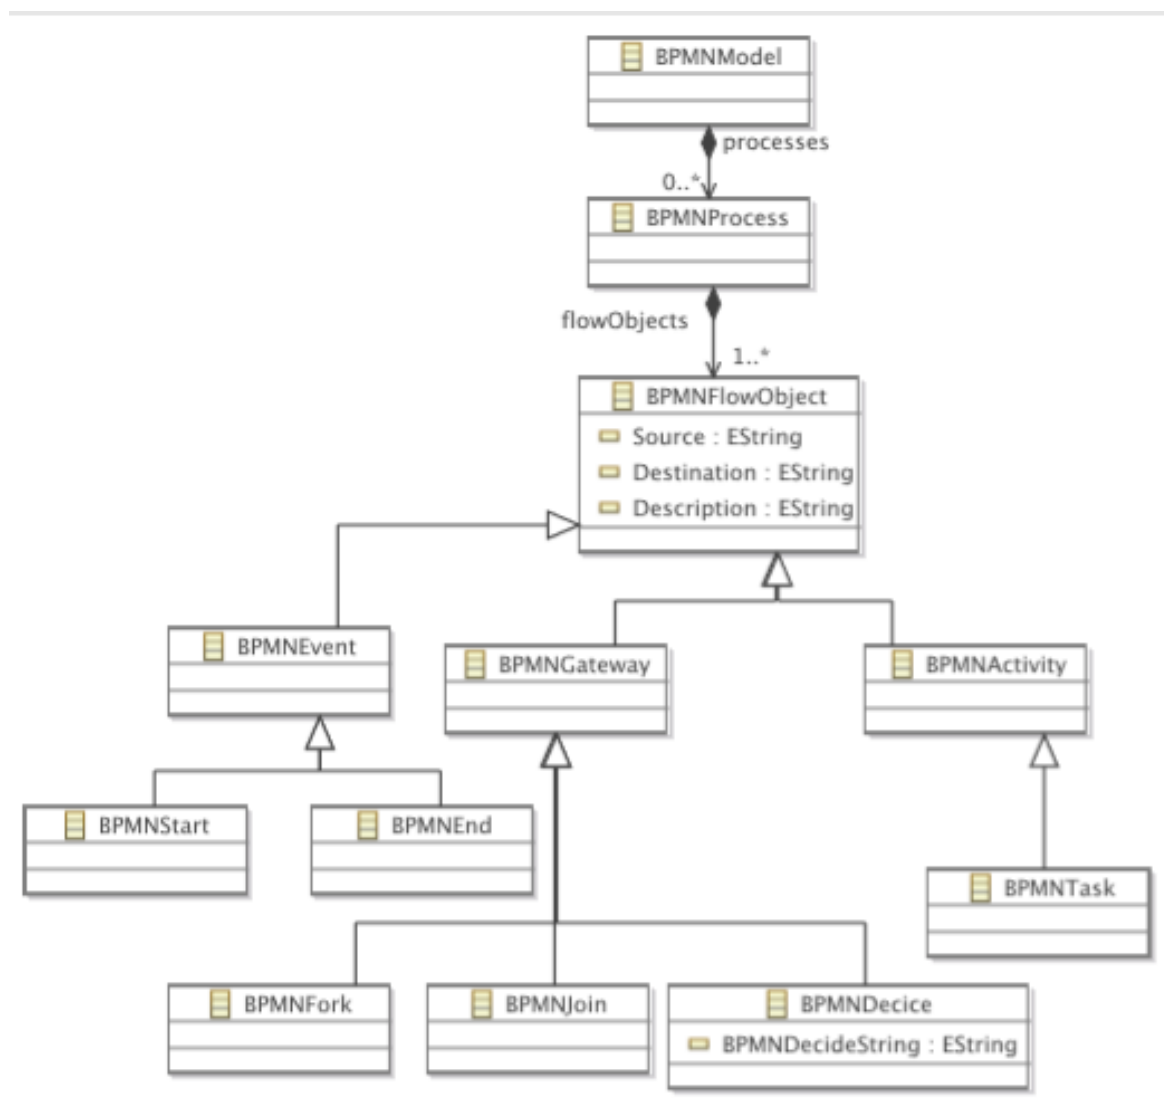 BPMNModel
processes
0..*
BPMNProcess
flowObjects
1..*
BPMNFlowObject
Source : EString
Destination : EString
Description : EString
BPMNEvent
BPMNGateway
BPMNActivity
BPMNStart
BPMNEnd
BPMNTask
BPMNFork
BPMNJoin
BPMNDecice
BPMNDecideString : EString